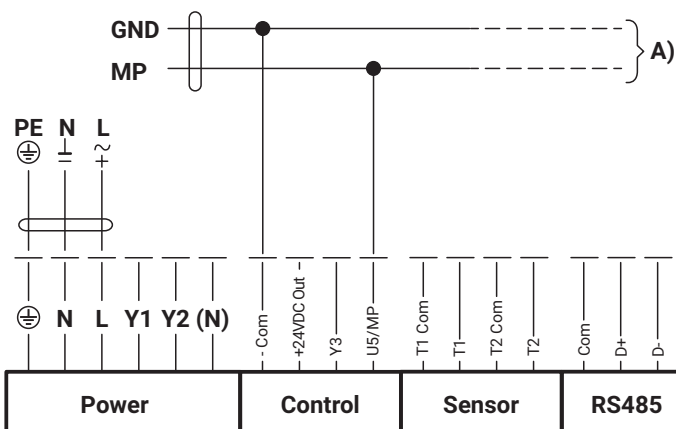 GND
MP
A)
PE N L
N L Y1 Y2 (N)
- Com
+24VDC Out -
Y3
U5/MP
T1 Com
T1
T2 Com
T2
Com
D+
D-
Power Control Sensor RS485